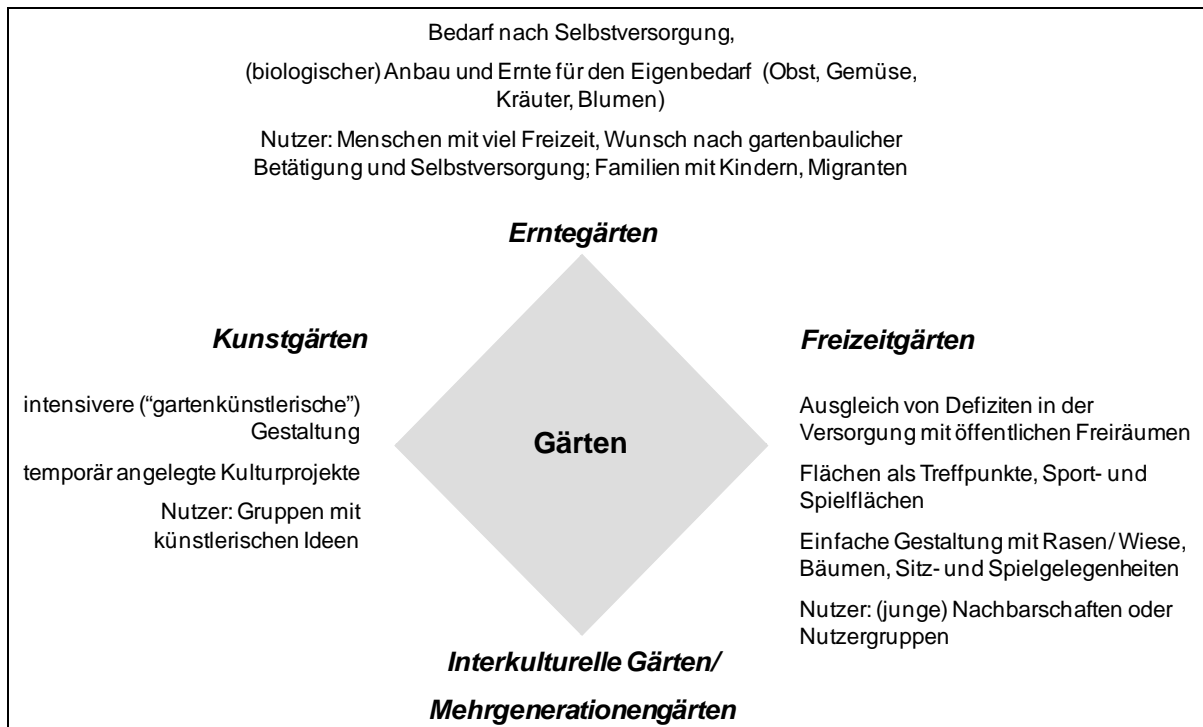 Bedarf nach Selbstversorgung,
(biologischer) Anbau und Ernte für den Eigenbedarf (Obst, Gemüse,
Kräuter, Blumen)
Nutzer: Menschen mit viel Freizeit, Wunsch nach gartenbaulicher
Betätigung und Selbstversorgung; Familien mit Kindern, Migranten
Erntegärten
Kunstgärten
intensivere (“gartenkünstlerische”)
Gestaltung
temporär angelegte Kulturprojekte
Nutzer: Gruppen mit
künstlerischen Ideen
Gärten
Freizeitgärten
Ausgleich von Defiziten in der
Versorgung mit öffentlichen Freiräumen
Flächen als Treffpunkte, Sport- und
Spielflächen
Einfache Gestaltung mit Rasen/ Wiese,
Bäumen, Sitz- und Spielgelegenheiten
Nutzer: (junge) Nachbarschaften oder
Nutzergruppen
Interkulturelle Gärten/
Mehrgenerationengärten